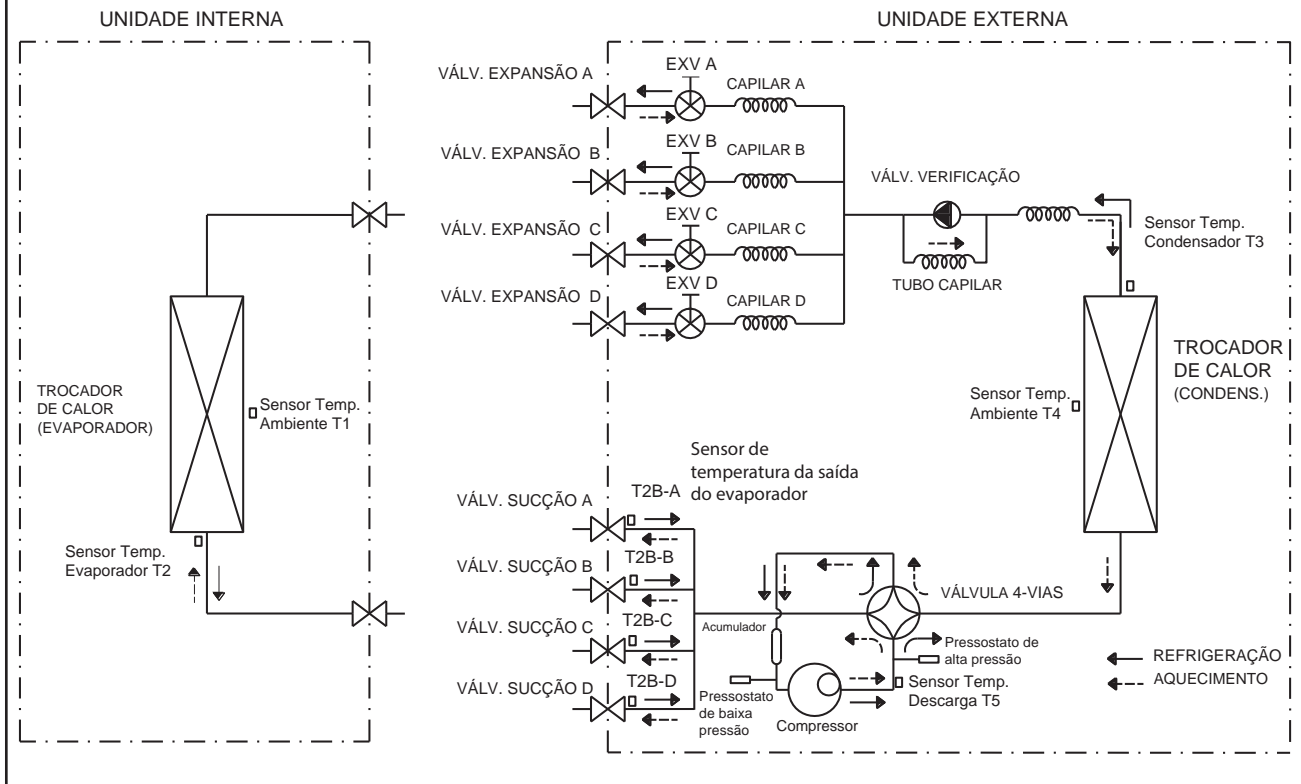 UNIDADE INTERNA
UNIDADE EXTERNA
VÁLV. EXPANSÃO A
EXV A
CAPILAR A
VÁLV. EXPANSÃO B
EXV B
CAPILAR B
VÁLV. EXPANSÃO C
EXV C
CAPILAR C
VÁLV. EXPANSÃO D
EXV D
CAPILAR D
VÁLV. VERIFICAÇÃO
TUBO CAPILAR
Sensor Temp.
Condensador T3
TROCADOR
DE CALOR
(EVAPORADOR)
Sensor Temp.
Ambiente T1
Sensor Temp.
Evaporador T2
Sensor Temp.
Ambiente T4
TROCADOR
DE CALOR
(CONDENS.)
Sensor de
temperatura da saída
do evaporador
VÁLV. SUCÇÃO A
T2B-A
VÁLV. SUCÇÃO B
T2B-B
VÁLV. SUCÇÃO C
T2B-C
VÁLV. SUCÇÃO D
T2B-D
VÁLVULA 4-VIAS
Acumulador
Pressostato de
alta pressão
Pressostato
de baixa
pressão
Compressor
Sensor Temp.
Descarga T5
REFRIGERAÇÃO
AQUECIMENTO